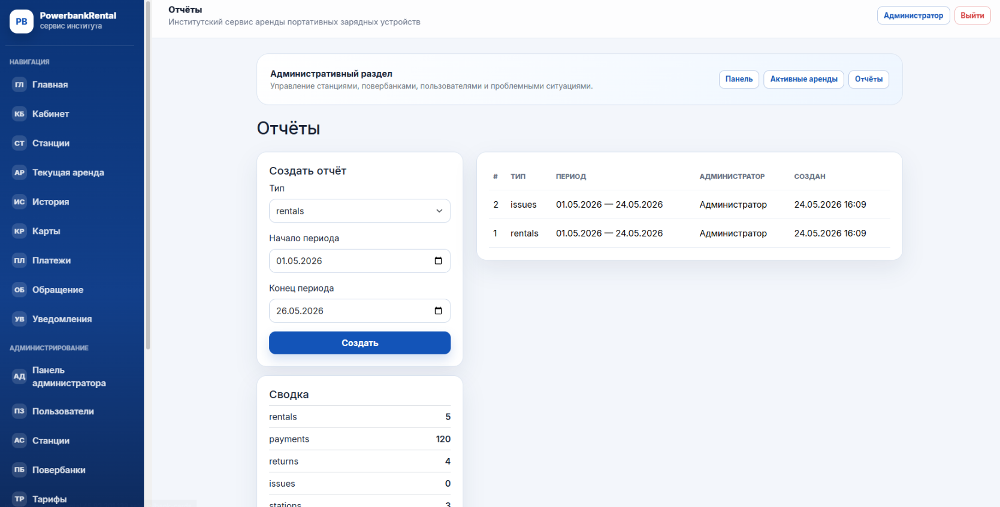 PB
PowerbankRental
сервис института
НАВИГАЦИЯ
ГЛ Главная
КБ Кабинет
СТ Станции
АР Текущая аренда
ИС История
КР Карты
ПЛ Платежи
ОБ Обращение
УВ Уведомления
АДМИНИСТРИРОВАНИЕ
АД Панель
администратора
ПЗ Пользователи
АС Станции
ПБ Повербанки
ТР Тарифы
Отчёты
Институтский сервис аренды портативных зарядных устройств
Администратор Выйти
Административный раздел
Управление станциями, повербанками, пользователями и проблемными ситуациями.
Панель Активные аренды Отчёты
Отчёты
Создать отчёт
Тип
rentals
Начало периода
01.05.2026
Конец периода
26.05.2026
Создать
Сводка
rentals 5
payments 120
returns 4
issues 0
stations 3
# ТИП ПЕРИОД АДМИНИСТРАТОР СОЗДАН
2 issues 01.05.2026 — 24.05.2026 Администратор 24.05.2026 16:09
1 rentals 01.05.2026 — 24.05.2026 Администратор 24.05.2026 16:09